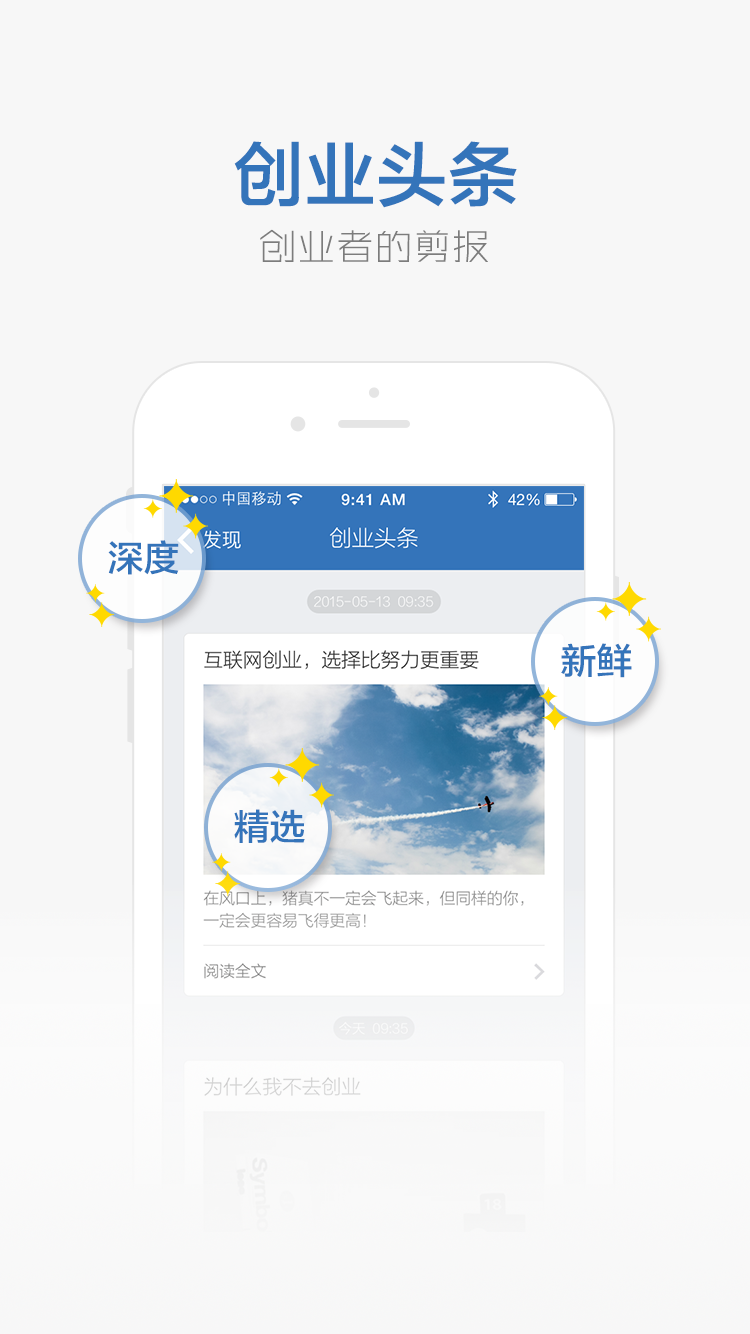 创业头条
创业者的剪报
中国移动 9:41 AM 42%
发现 创业头条
深度
2015-05-13 09:35
互联网创业，选择比努力更重要
新鲜
精选
在风口上，猪真不一定会飞起来，但同样的你，
一定会更容易飞得更高！
阅读全文
今天 09:35
为什么我不去创业